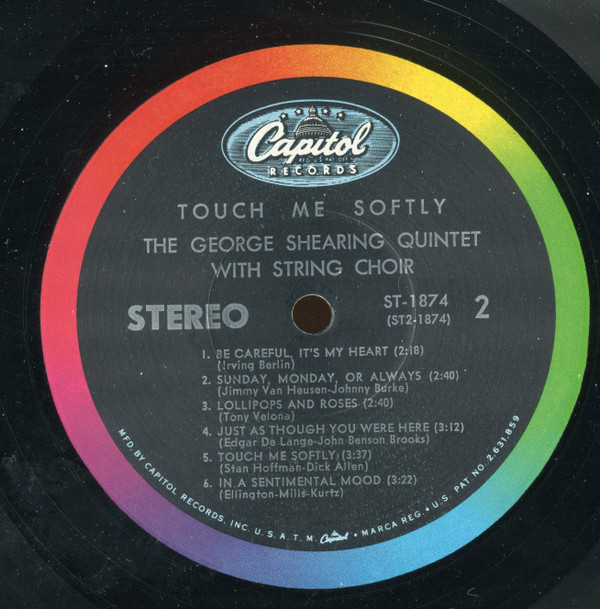 Capitol
REG. U.S. PAT. OFF.
RECORDS
TOUCH ME SOFTLY
THE GEORGE SHEARING QUINTET
WITH STRING CHOIR
STEREO
ST-1874
(ST2-1874)
2
1. BE CAREFUL, IT'S MY HEART (2:18)
(Irving Berlin)
2. SUNDAY, MONDAY, OR ALWAYS (2:40)
(Jimmy Van Heusen-Johnny Burke)
3. LOLLIPOPS AND ROSES (2:40)
(Tony Velona)
4. JUST AS THOUGH YOU WERE HERE (3:12)
(Edgar De Lange-John Benson Brooks)
5. TOUCH ME SOFTLY (3:37)
(Stan Hoffman-Dick Allen)
6. IN A SENTIMENTAL MOOD (3:22)
(Ellington-Mills-Kurtz)
MFD. BY CAPITOL RECORDS, INC. U.S.A. T.M. Capitol • MARCA REG. • U.S. PAT. NO. 2,631,859